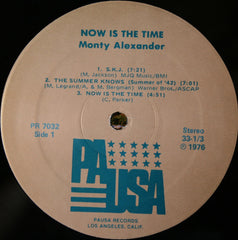 NOW IS THE TIME
Monty Alexander
1. S.K.J. (7:21)
(M. Jackson) MJQ Music/BMI
2. THE SUMMER KNOWS (Summer of '42) (7:01)
(M. Legrand/A. & M. Bergman) Warner Bros./ASCAP
3. NOW IS THE TIME (4:51)
(C. Parker)
PR 7032
Side 1
Stereo
33-1/3
℗ 1976
PAUSA
PAUSA RECORDS
LOS ANGELES, CALIF.